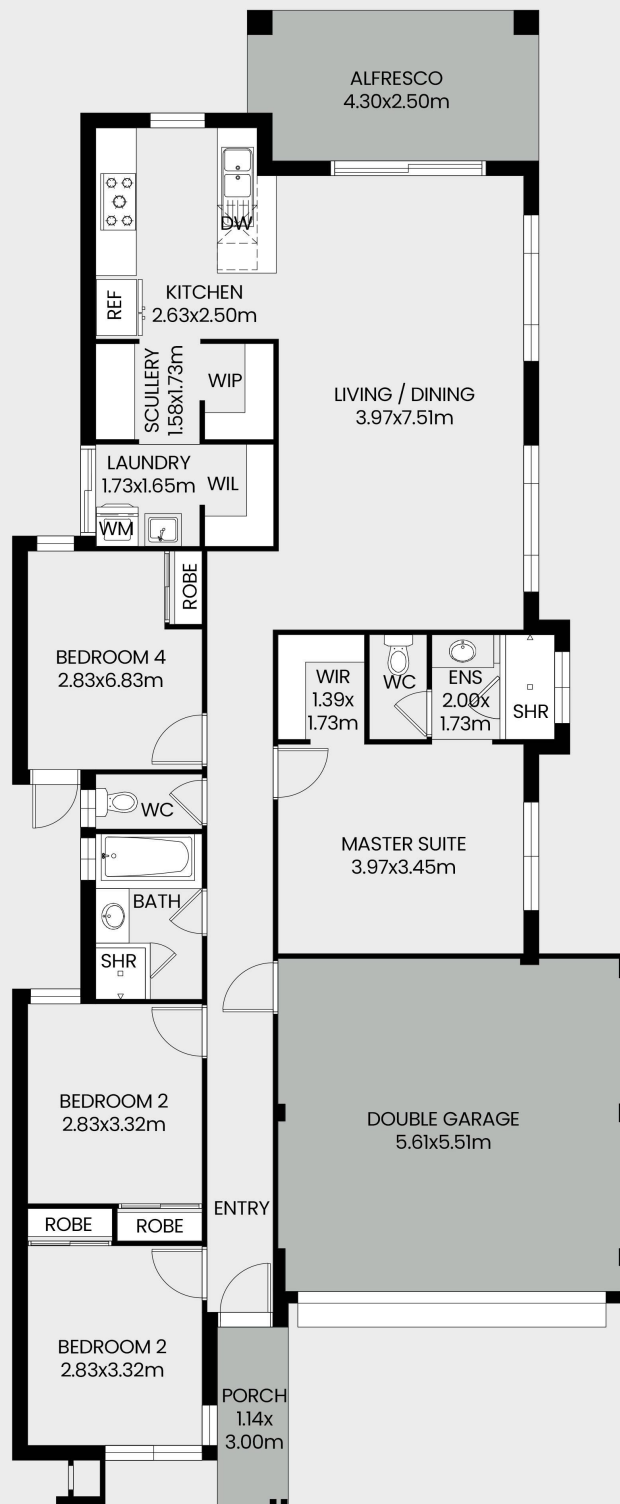 ALFRESCO
4.30x2.50m
DW
REF
KITCHEN
2.63x2.50m
SCULLERY
1.58x1.73m
WIP
LIVING / DINING
3.97x7.51m
LAUNDRY
1.73x1.65m
WIL
WM
ROBE
BEDROOM 4
2.83x6.83m
WIR
1.39x
1.73m
WC
ENS
2.00x
1.73m
SHR
WC
MASTER SUITE
3.97x3.45m
BATH
SHR
BEDROOM 2
2.83x3.32m
DOUBLE GARAGE
5.61x5.51m
ROBE
ROBE
ENTRY
BEDROOM 2
2.83x3.32m
PORCH
1.14x
3.00m